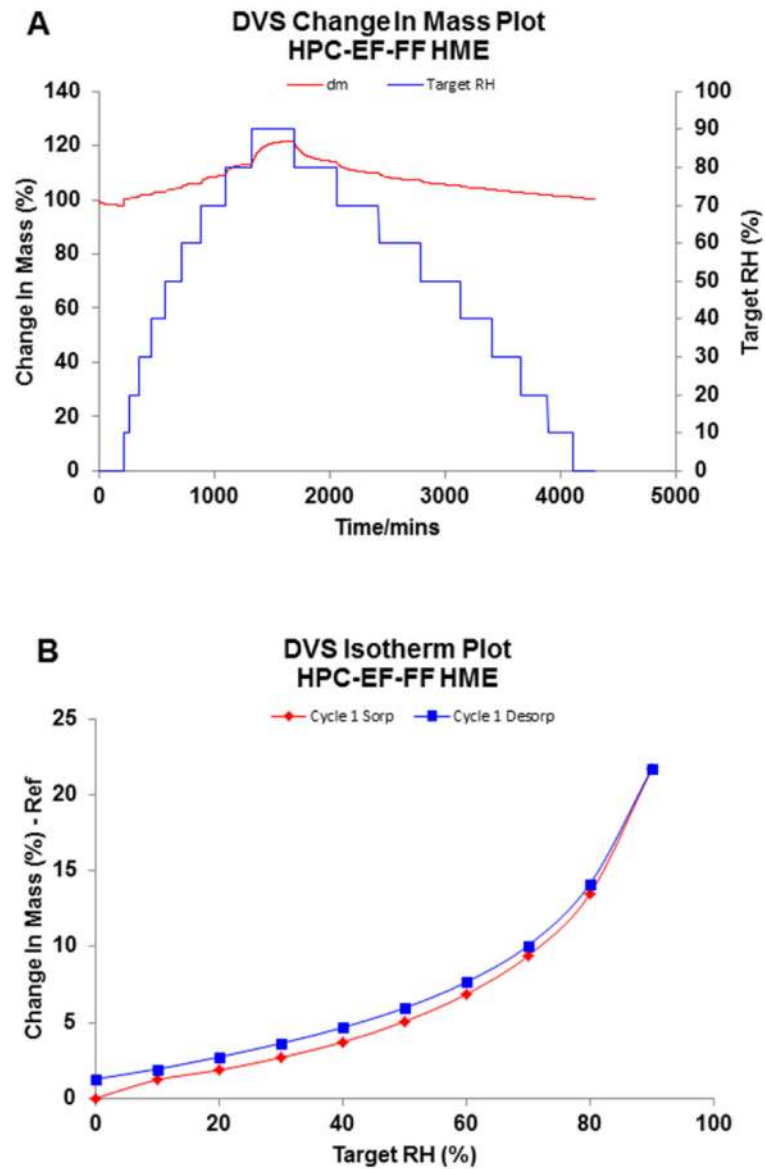 A
DVS Change In Mass Plot
HPC-EF-FF HME
dm
Target RH
Change In Mass (%)
140
120
100
80
60
40
20
0
100
90
80
70
60
50
40
30
20
10
0
Target RH (%)
0 1000 2000 3000 4000 5000
Time/mins
B
DVS Isotherm Plot
HPC-EF-FF HME
Cycle 1 Sorp
Cycle 1 Desorp
Change In Mass (%) - Ref
25
20
15
10
5
0
0 20 40 60 80 100
Target RH (%)